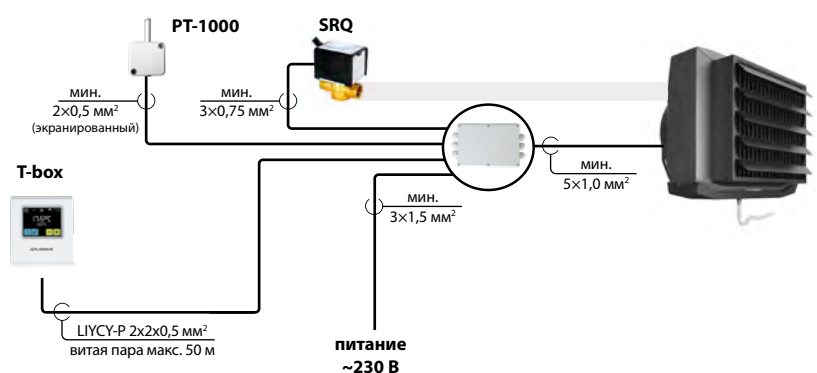 PT-1000
SRQ
мин.
2×0,5 мм²
(экранированный)
мин.
3×0,75 мм²
T-box
мин.
5×1,0 мм²
мин.
3×1,5 мм²
LIYCY-P 2x2x0,5 мм²
витая пара макс. 50 м
питание
~230 В